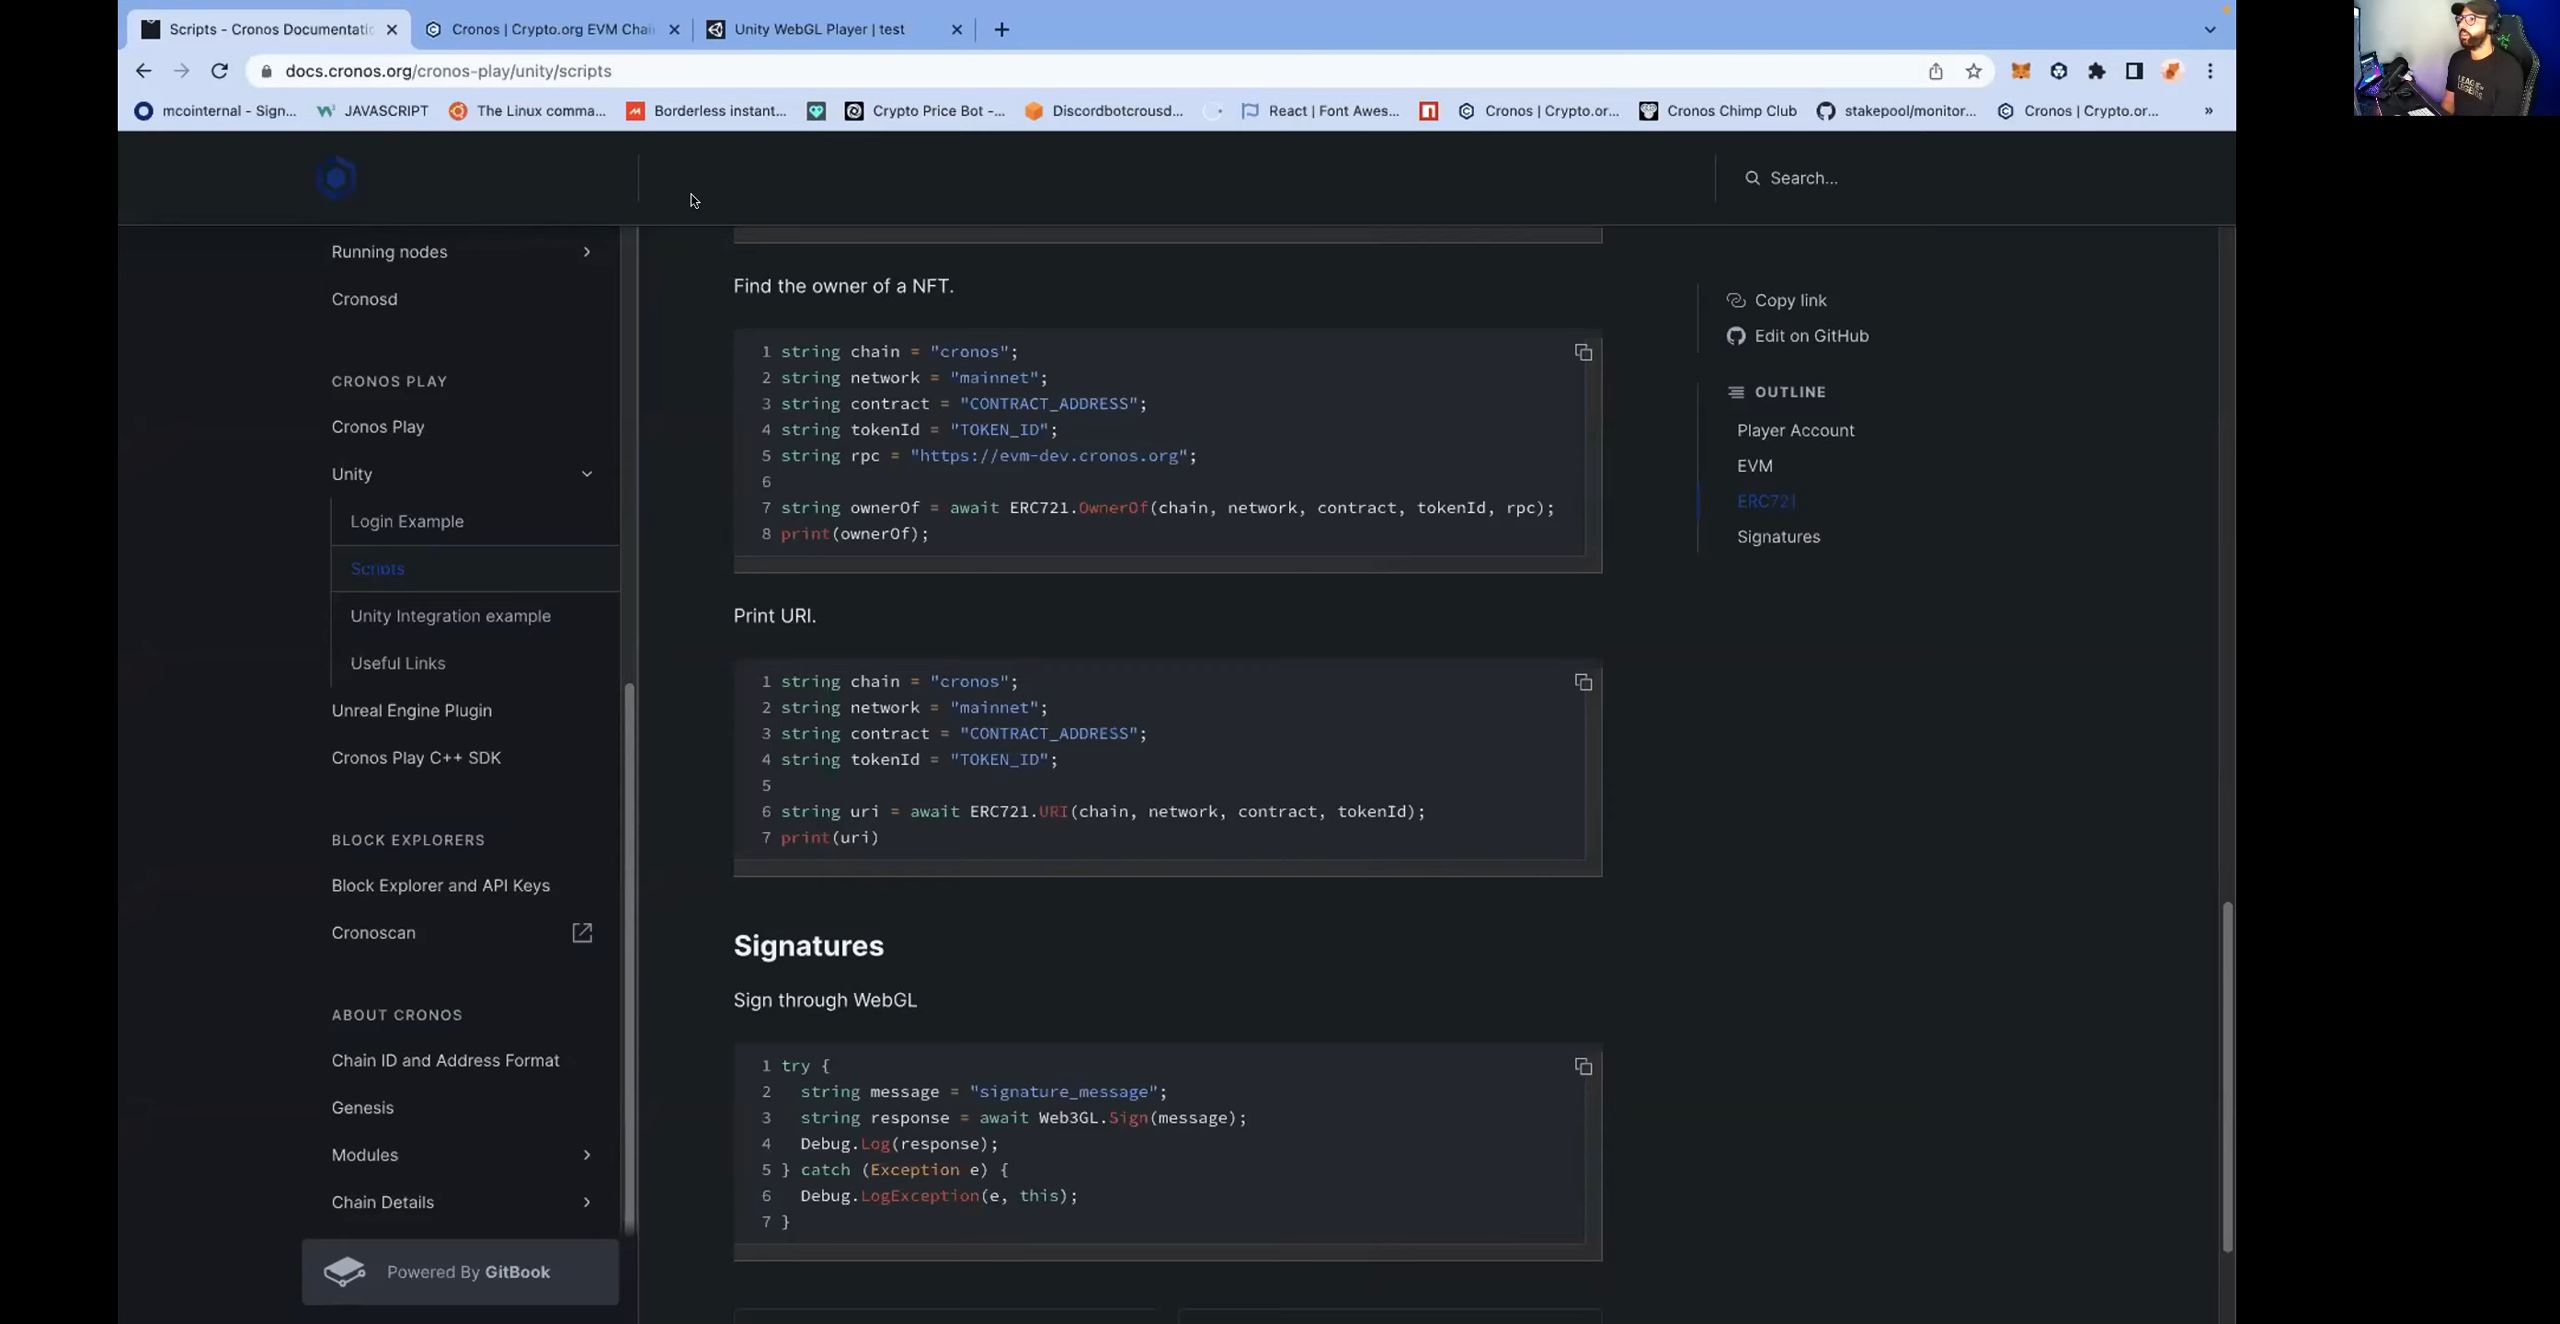 Scripts - Cronos Documentatio
Cronos | Crypto.org EVM Chai
Unity WebGL Player | test
docs.cronos.org/cronos-play/unity/scripts
mcointernal - Sign...
JAVASCRIPT
The Linux comma...
Borderless instant...
Crypto Price Bot -...
Discordbotcrousd...
React | Font Awes...
Cronos | Crypto.or...
Cronos Chimp Club
stakepool/monitor...
Cronos | Crypto.or...
»
Search...
Running nodes
Cronosd
CRONOS PLAY
Cronos Play
Unity
Login Example
Scripts
Unity Integration example
Useful Links
Unreal Engine Plugin
Cronos Play C++ SDK
BLOCK EXPLORERS
Block Explorer and API Keys
Cronoscan
ABOUT CRONOS
Chain ID and Address Format
Genesis
Modules
Chain Details
Powered By GitBook
Find the owner of a NFT.
1 string chain = "cronos";
2 string network = "mainnet";
3 string contract = "CONTRACT_ADDRESS";
4 string tokenId = "TOKEN_ID";
5 string rpc = "https://evm-dev.cronos.org";
6
7 string ownerOf = await ERC721.OwnerOf(chain, network, contract, tokenId, rpc);
8 print(ownerOf);
Print URI.
1 string chain = "cronos";
2 string network = "mainnet";
3 string contract = "CONTRACT_ADDRESS";
4 string tokenId = "TOKEN_ID";
5
6 string uri = await ERC721.URI(chain, network, contract, tokenId);
7 print(uri)
Signatures
Sign through WebGL
1 try {
2 string message = "signature_message";
3 string response = await Web3GL.Sign(message);
4 Debug.Log(response);
5 } catch (Exception e) {
6 Debug.LogException(e, this);
7 }
Copy link
Edit on GitHub
OUTLINE
Player Account
EVM
ERC721
Signatures
LEAGUE
LEGENDS